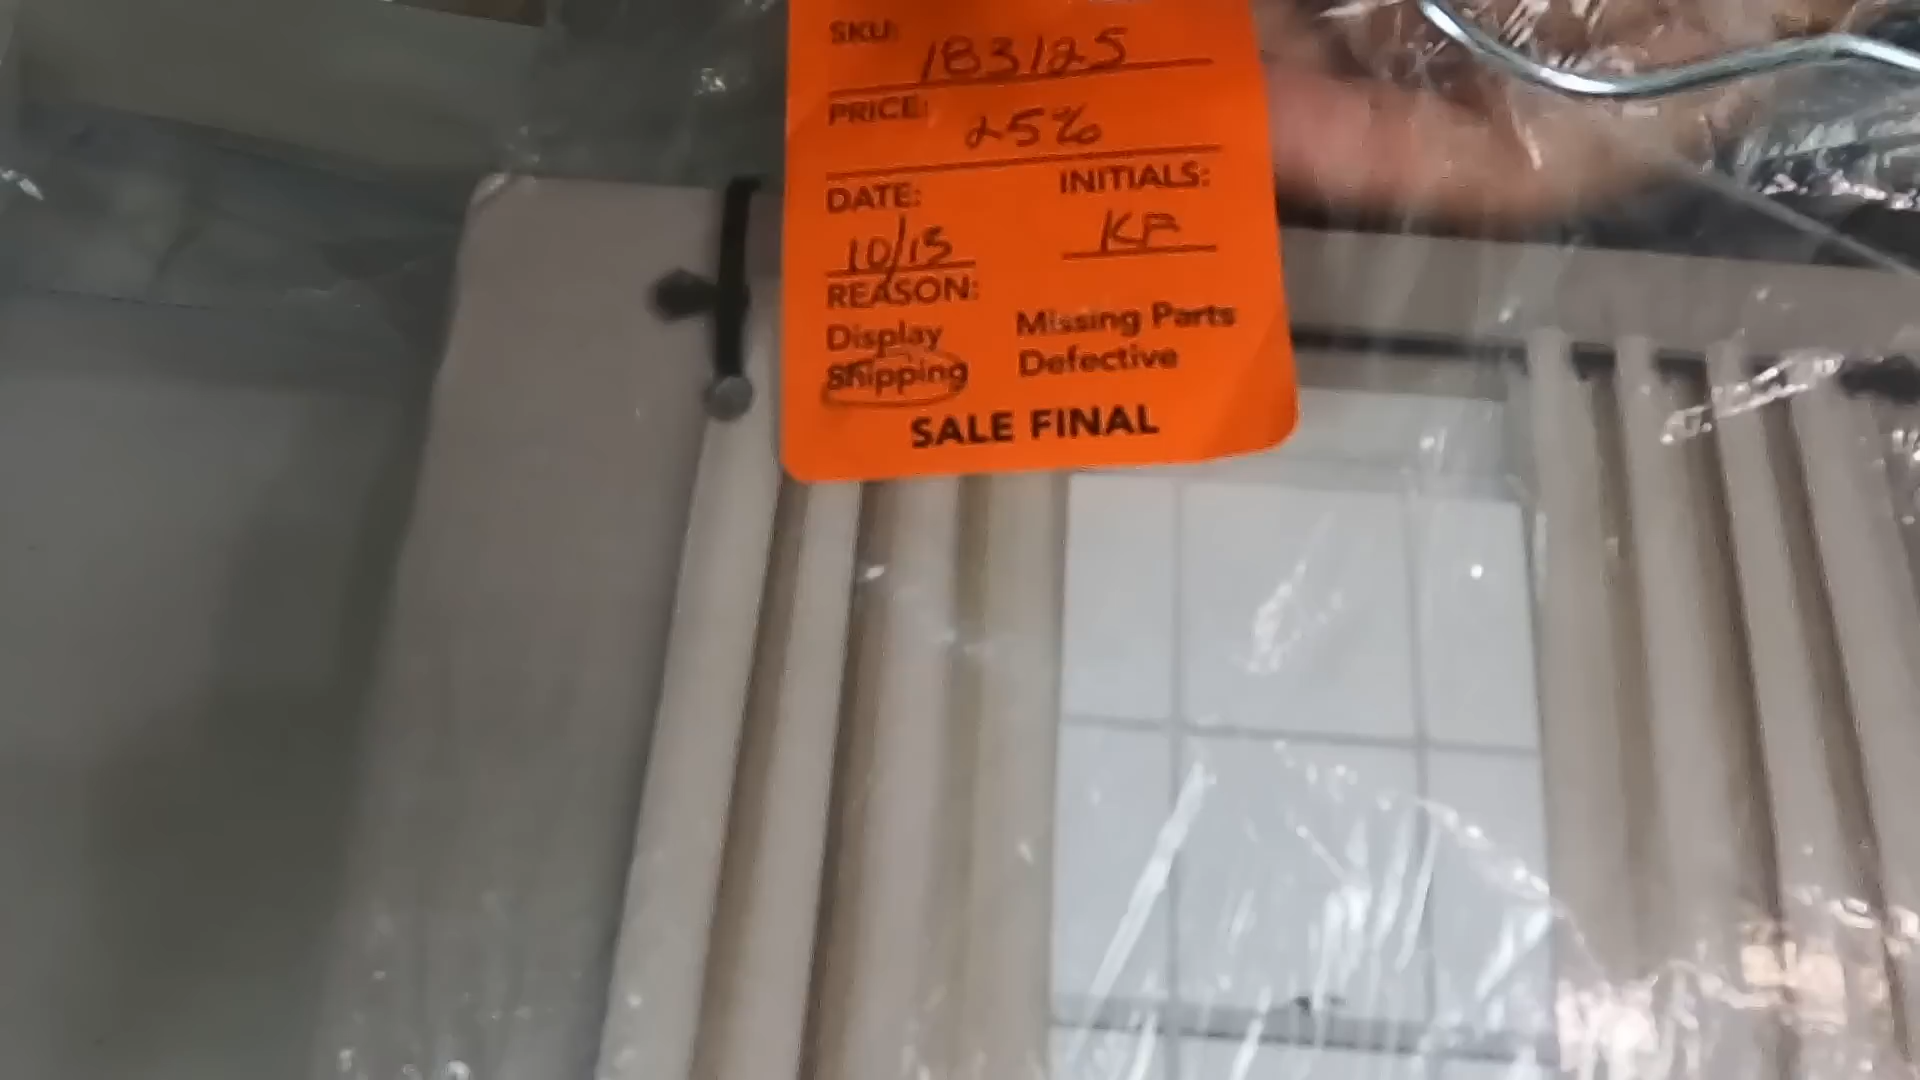 SKU: 183125
PRICE: 25%
DATE: INITIALS:
10/15 KP
REASON:
Display Missing Parts
Shipping Defective
SALE FINAL